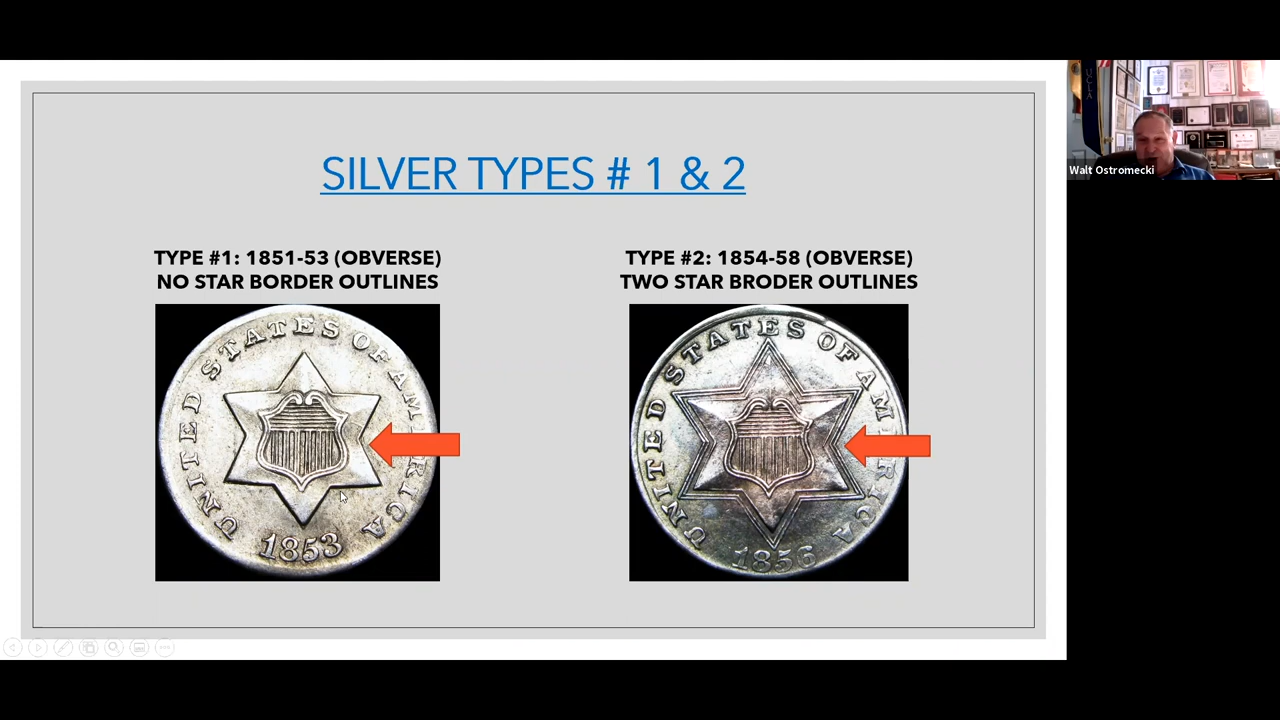 SILVER TYPES # 1 & 2
TYPE #1: 1851-53 (OBVERSE)
NO STAR BORDER OUTLINES
TYPE #2: 1854-58 (OBVERSE)
TWO STAR BRODER OUTLINES
UNITED STATES OF AMERICA
1853
UNITED STATES OF AMERICA
1856
UCLA
Walt Ostromecki